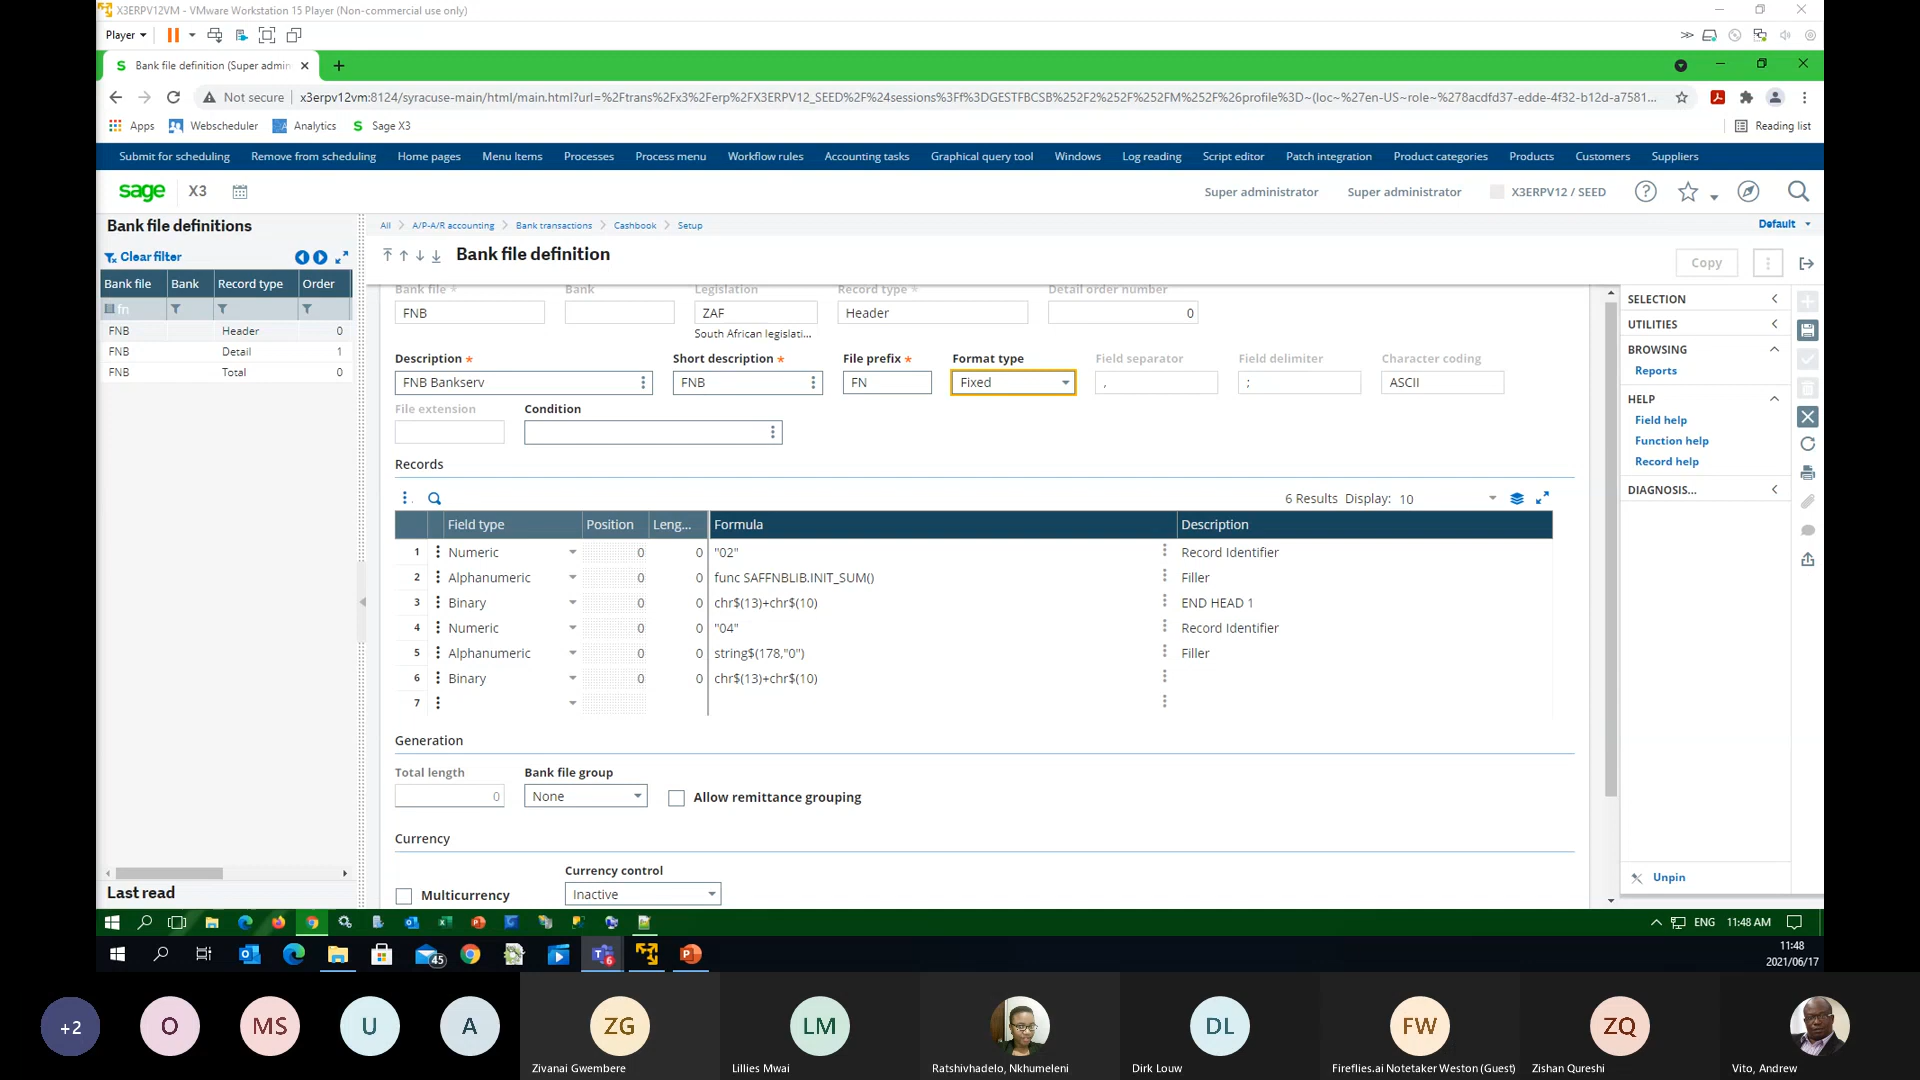 X3ERPV12VM - VMware Workstation 15 Player (Non-commercial use only)
Player
Bank file definition (Super admin
Not secure
x3erpv12vm:8124/syracuse-main/html/main.html?url=%2Ftrans%2Fx3%2Ferp%2FX3ERPV12_SEED%2F%24sessions%3Ff%3DGESTFBCSB%252F2%252F%252FM%252F%26profile%3D~(loc~%27en-US~role~%278acdfd37-edde-4f32-b12d-a7581...
Apps Webscheduler Analytics Sage X3 Reading list
Submit for scheduling Remove from scheduling Home pages Menu Items Processes Process menu Workflow rules Accounting tasks Graphical query tool Windows Log reading Script editor Patch integration Product categories Products Customers Suppliers
sage X3 Super administrator Super administrator X3ERPV12 / SEED
Bank file definitions
Clear filter
Bank file Bank Record type Order
fn
FNB Header 0
FNB Detail 1
FNB Total 0
Last read
All A/P-A/R accounting Bank transactions Cashbook Setup
Default
Bank file definition
Copy
Bank file * Bank Legislation Record type * Detail order number
FNB ZAF Header 0
South African legislati...
Description * Short description * File prefix * Format type Field separator Field delimiter Character coding
FNB Bankserv FNB FN Fixed , ; ASCII
File extension Condition
Records
6 Results Display: 10
Field type Position Leng... Formula Description
1 Numeric 0 0 "02" Record Identifier
2 Alphanumeric 0 0 func SAFFNBLIB.INIT_SUM() Filler
3 Binary 0 0 chr$(13)+chr$(10) END HEAD 1
4 Numeric 0 0 "04" Record Identifier
5 Alphanumeric 0 0 string$(178,"0") Filler
6 Binary 0 0 chr$(13)+chr$(10)
7
Generation
Total length Bank file group
0 None Allow remittance grouping
Currency
Currency control
Multicurrency Inactive
SELECTION
UTILITIES
BROWSING
Reports
HELP
Field help
Function help
Record help
DIAGNOSIS...
Unpin
ENG 11:48 AM
45
6
11:48
2021/06/17
+2 O MS U A ZG LM DL FW ZQ
Zivanai Gwembere Lillies Mwai Ratshivhadelo, Nkhumeleni Dirk Louw Fireflies.ai Notetaker Weston (Guest) Zishan Qureshi Vito, Andrew